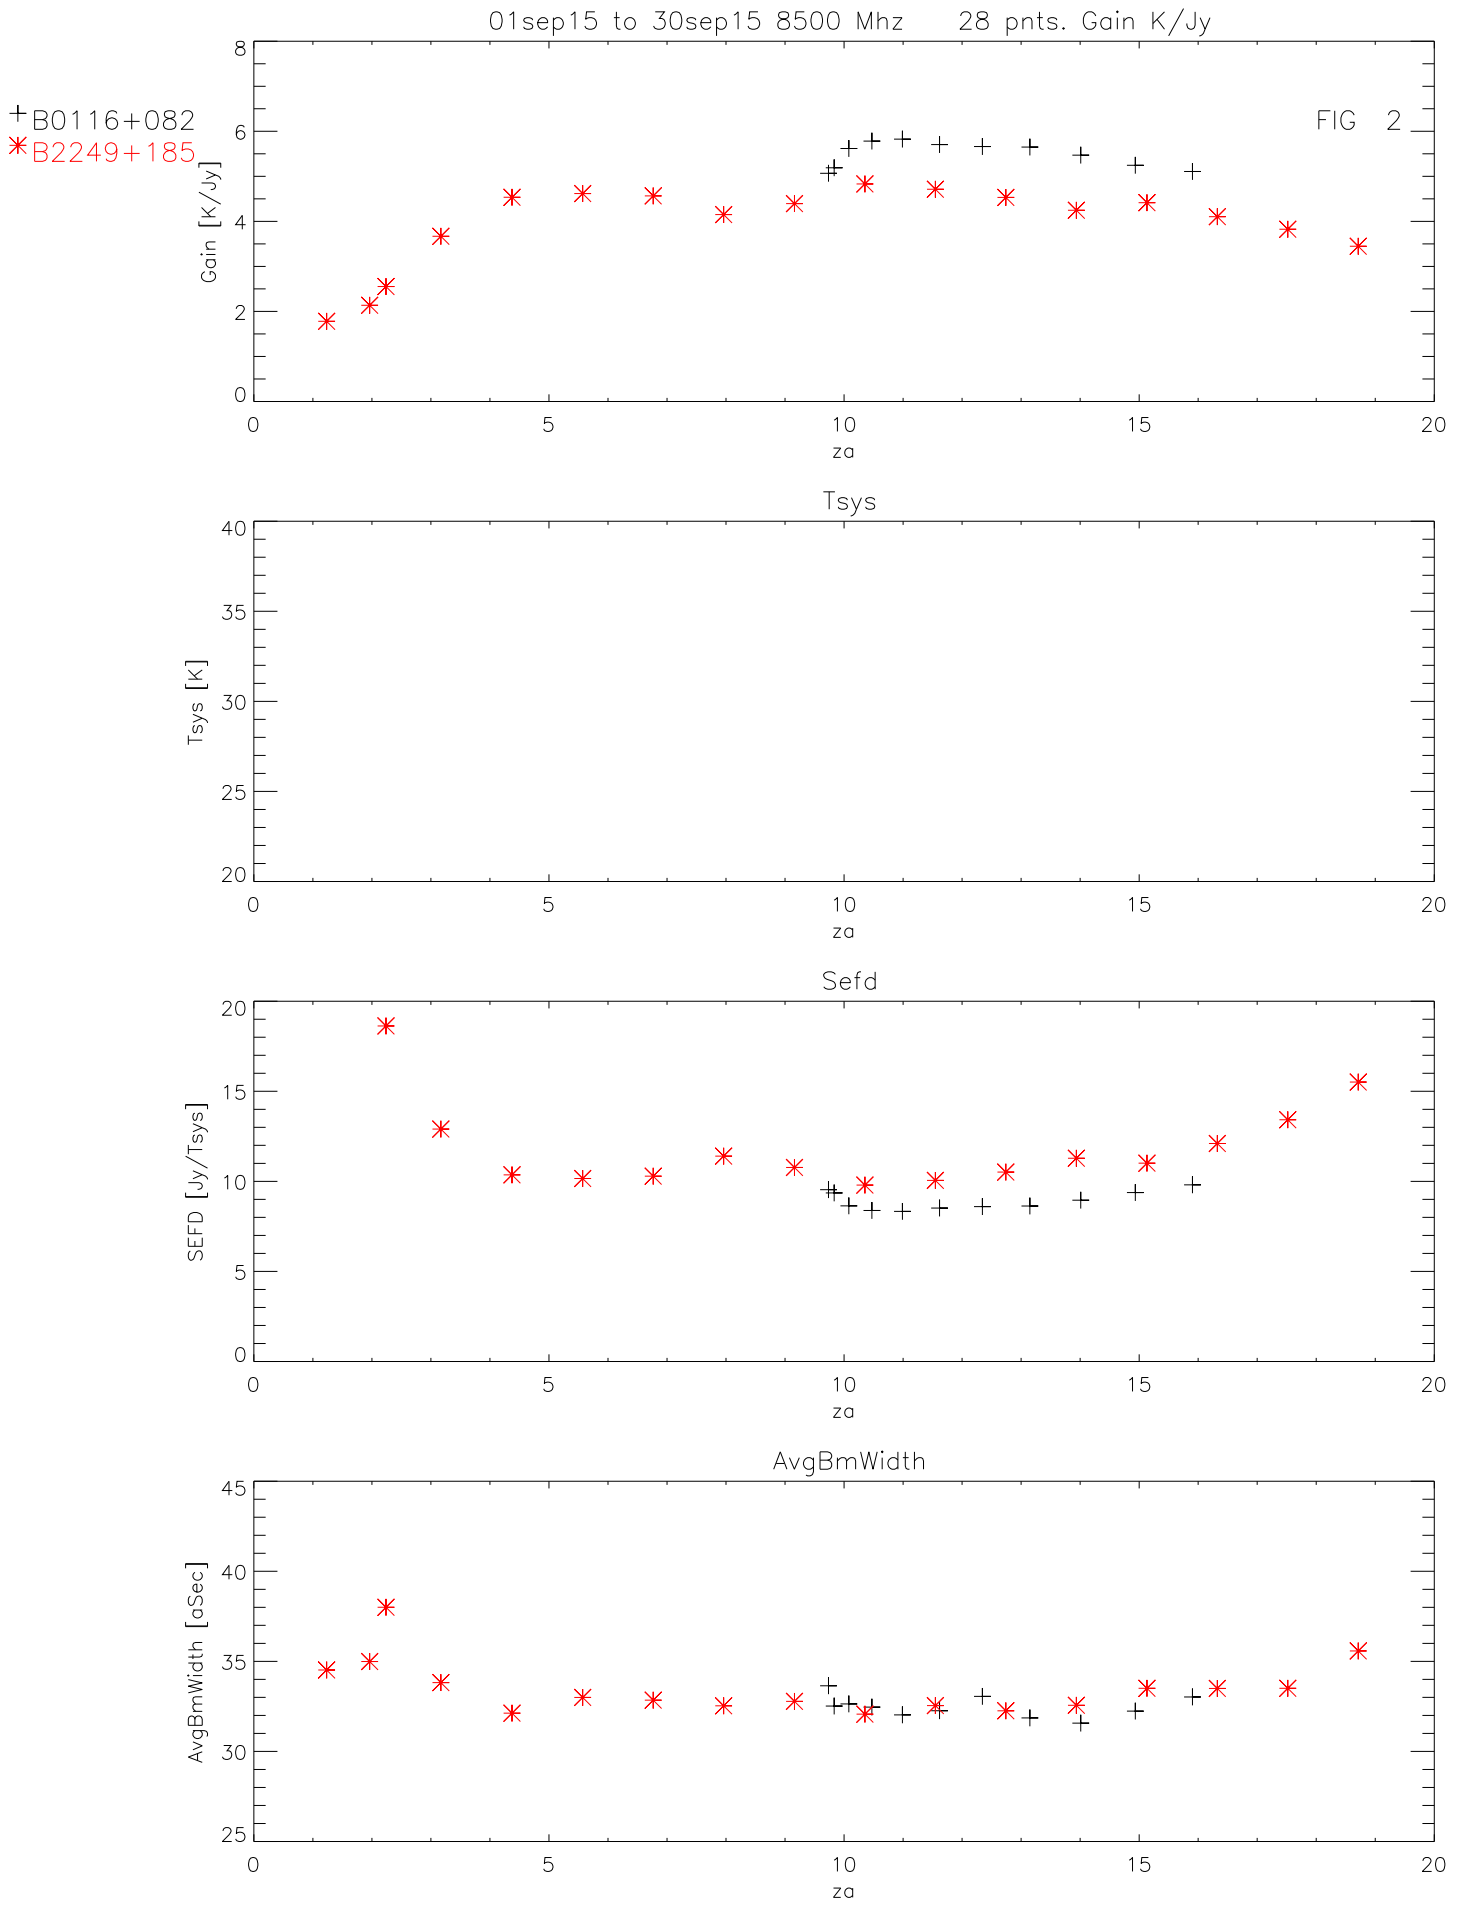 01sep15 to 30sep15 8500 Mhz 28 pnts. Gain K/Jy
B0116+082
B2249+185
FIG 2
Gain [K/Jy]
8
6
4
2
0
0 5 10 15 20
za
Tsys
Tsys [K]
40
35
30
25
20
0 5 10 15 20
za
Sefd
SEFD [Jy/Tsys]
20
15
10
5
0
0 5 10 15 20
za
AvgBmWidth
AvgBmWidth [aSec]
45
40
35
30
25
0 5 10 15 20
za